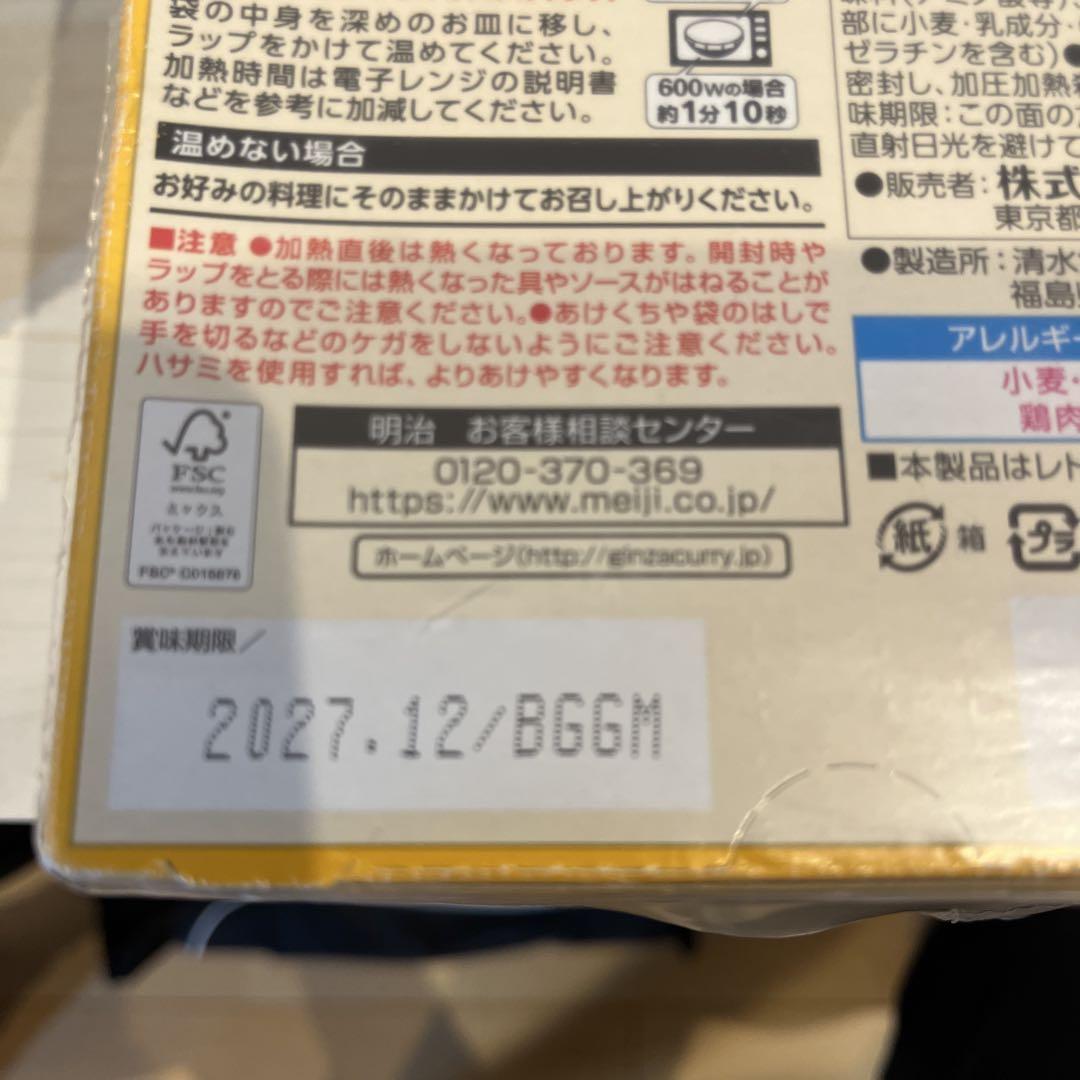 袋の中身を深めのお皿に移し、
ラップをかけて温めてください。
加熱時間は電子レンジの説明書
などを参考に加減してください。
600Wの場合
約1分10秒
温めない場合
お好みの料理にそのままかけてお召し上がりください。
■注意 ●加熱直後は熱くなっております。開封時や
ラップをとる際には熱くなった具やソースがはねることが
ありますのでご注意ください。●あけくちや袋のはしで
手を切るなどのケガをしないようにご注意ください。
ハサミを使用すれば、よりあけやすくなります。
FSC
www.fsc.org
ミックス
FSC® C018876
明治 お客様相談センター
0120-370-369
https://www.meiji.co.jp/
ホームページ(http://ginzacurry.jp)
賞味期限/
2027.12/BGGM
部に小麦・乳成分・
ゼラチンを含む)●
密封し、加圧加熱
味期限:この面の
直射日光を避けて
●販売者:株式
東京都
●製造所:清水
福島
アレルギー
小麦・
鶏肉
■本製品はレト
紙 箱
プラ